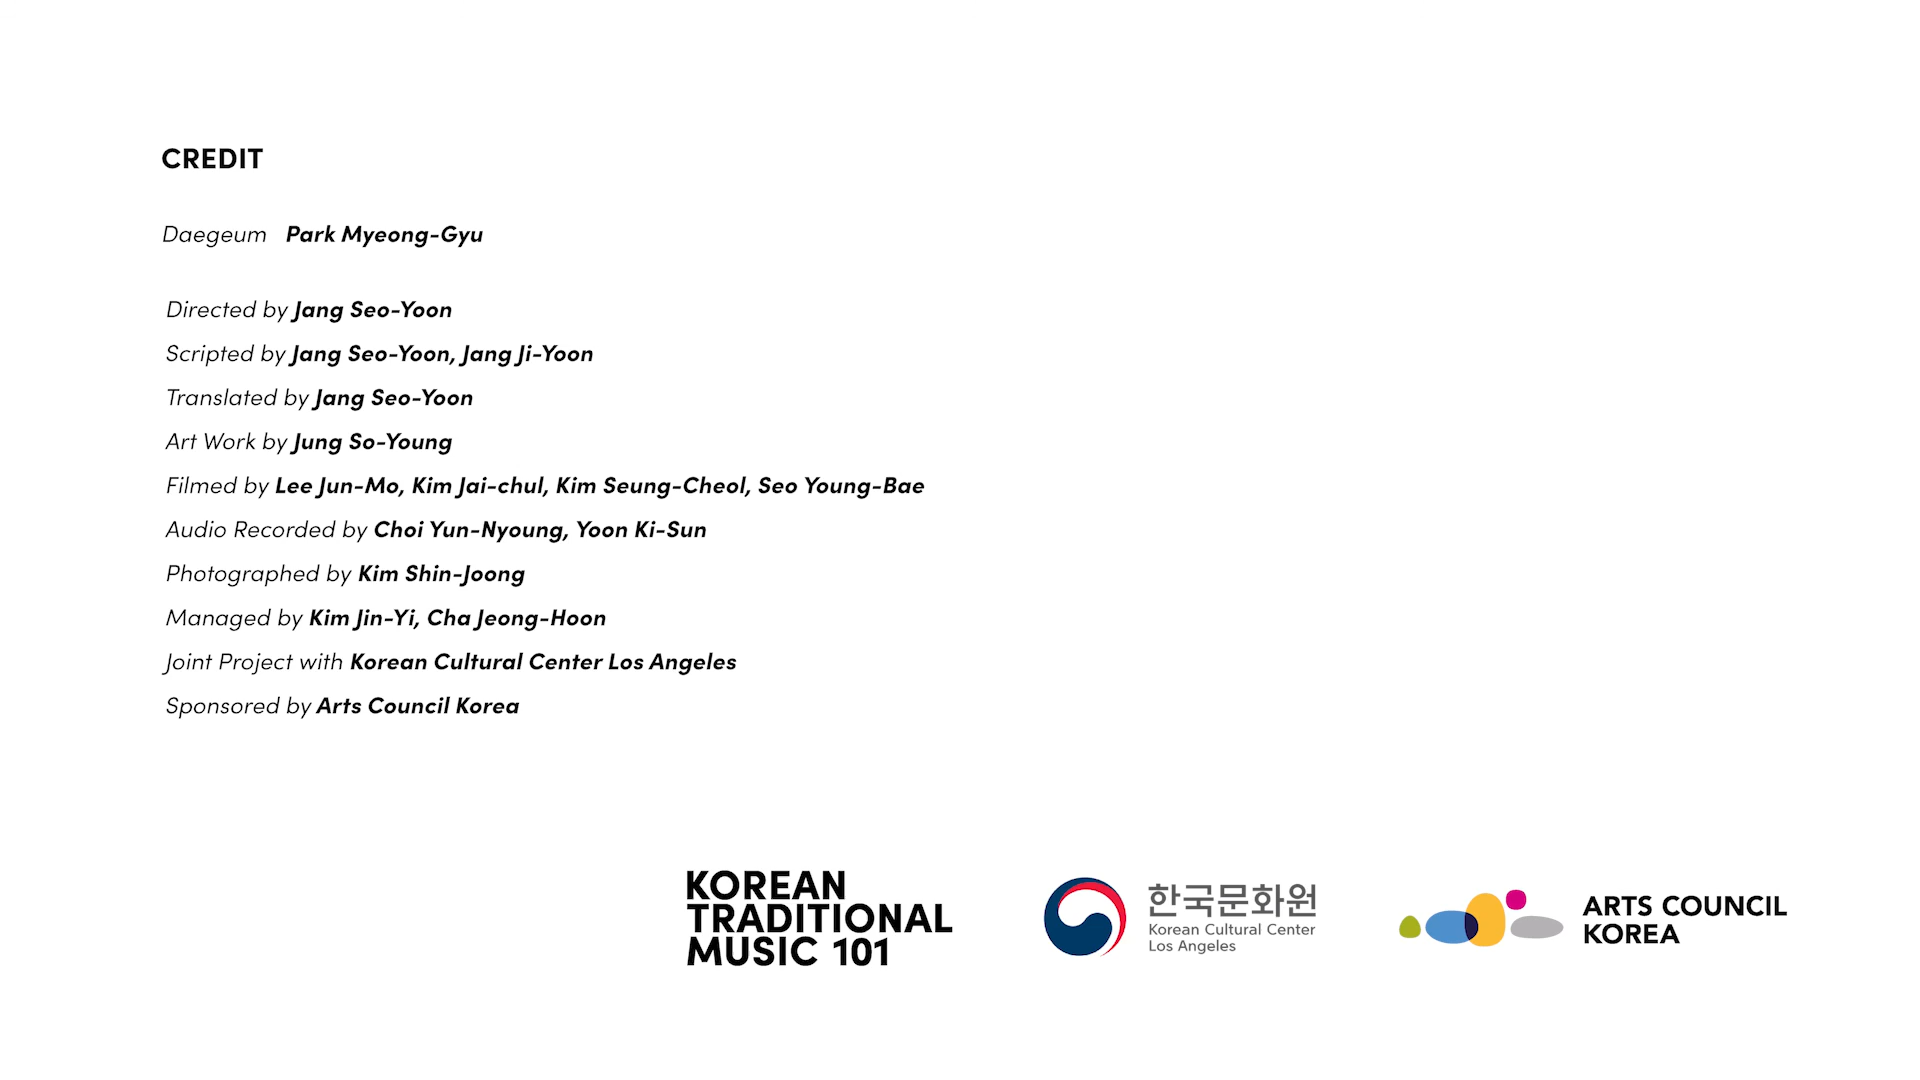 CREDIT
Daegeum Park Myeong-Gyu
Directed by Jang Seo-Yoon
Scripted by Jang Seo-Yoon, Jang Ji-Yoon
Translated by Jang Seo-Yoon
Art Work by Jung So-Young
Filmed by Lee Jun-Mo, Kim Jai-chul, Kim Seung-Cheol, Seo Young-Bae
Audio Recorded by Choi Yun-Nyoung, Yoon Ki-Sun
Photographed by Kim Shin-Joong
Managed by Kim Jin-Yi, Cha Jeong-Hoon
Joint Project with Korean Cultural Center Los Angeles
Sponsored by Arts Council Korea
KOREAN
TRADITIONAL
MUSIC 101
한국문화원
Korean Cultural Center
Los Angeles
ARTS COUNCIL
KOREA